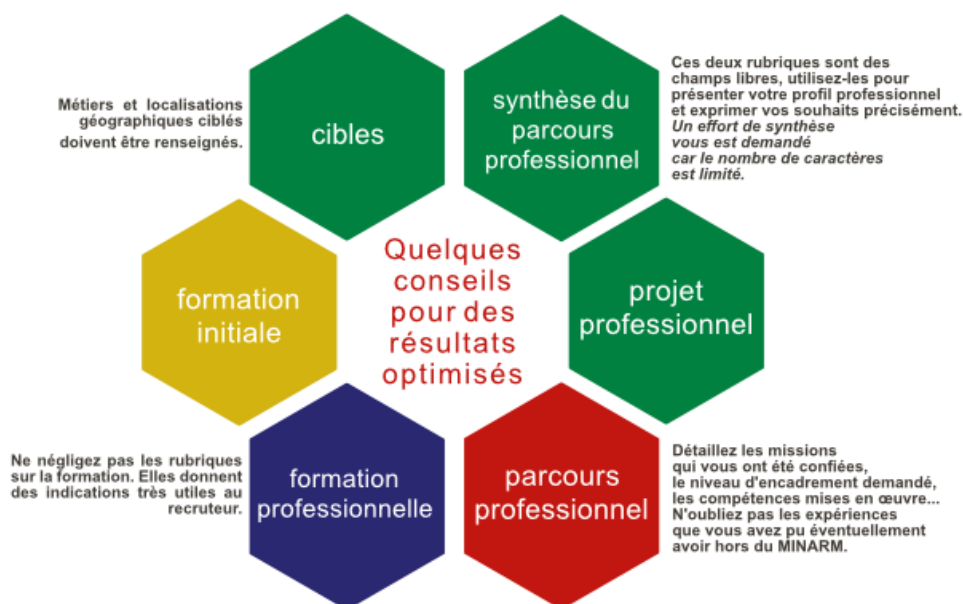 Métiers et localisations
géographiques ciblés
doivent être renseignés.
cibles
synthèse du
parcours
professionnel
Ces deux rubriques sont des
champs libres, utilisez-les pour
présenter votre profil professionnel
et exprimer vos souhaits précisément.
Un effort de synthèse
vous est demandé
car le nombre de caractères
est limité.
formation
initiale
Quelques
conseils
pour des
résultats
optimisés
projet
professionnel
Ne négligez pas les rubriques
sur la formation. Elles donnent
des indications très utiles au
recruteur.
formation
professionnelle
parcours
professionnel
Détaillez les missions
qui vous ont été confiées,
le niveau d'encadrement demandé,
les compétences mises en œuvre...
N'oubliez pas les expériences
que vous avez pu éventuellement
avoir hors du MINARM.